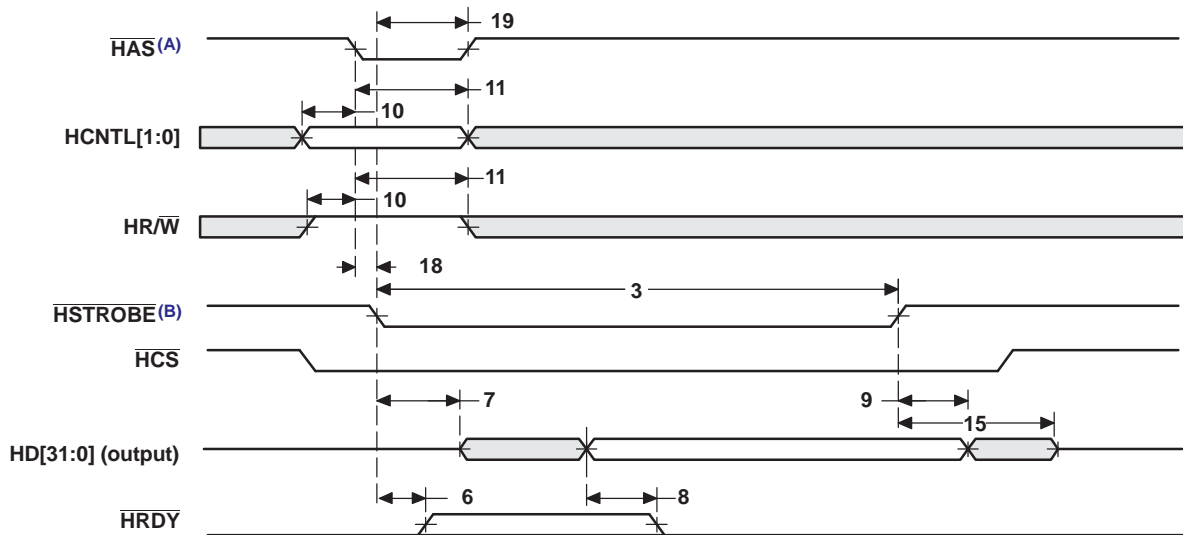 19
HAS(A)
11
10
HCNTL[1:0]
11
10
HR/W
18
3
HSTROBE(B)
HCS
7
9
15
HD[31:0] (output)
6
8
HRDY